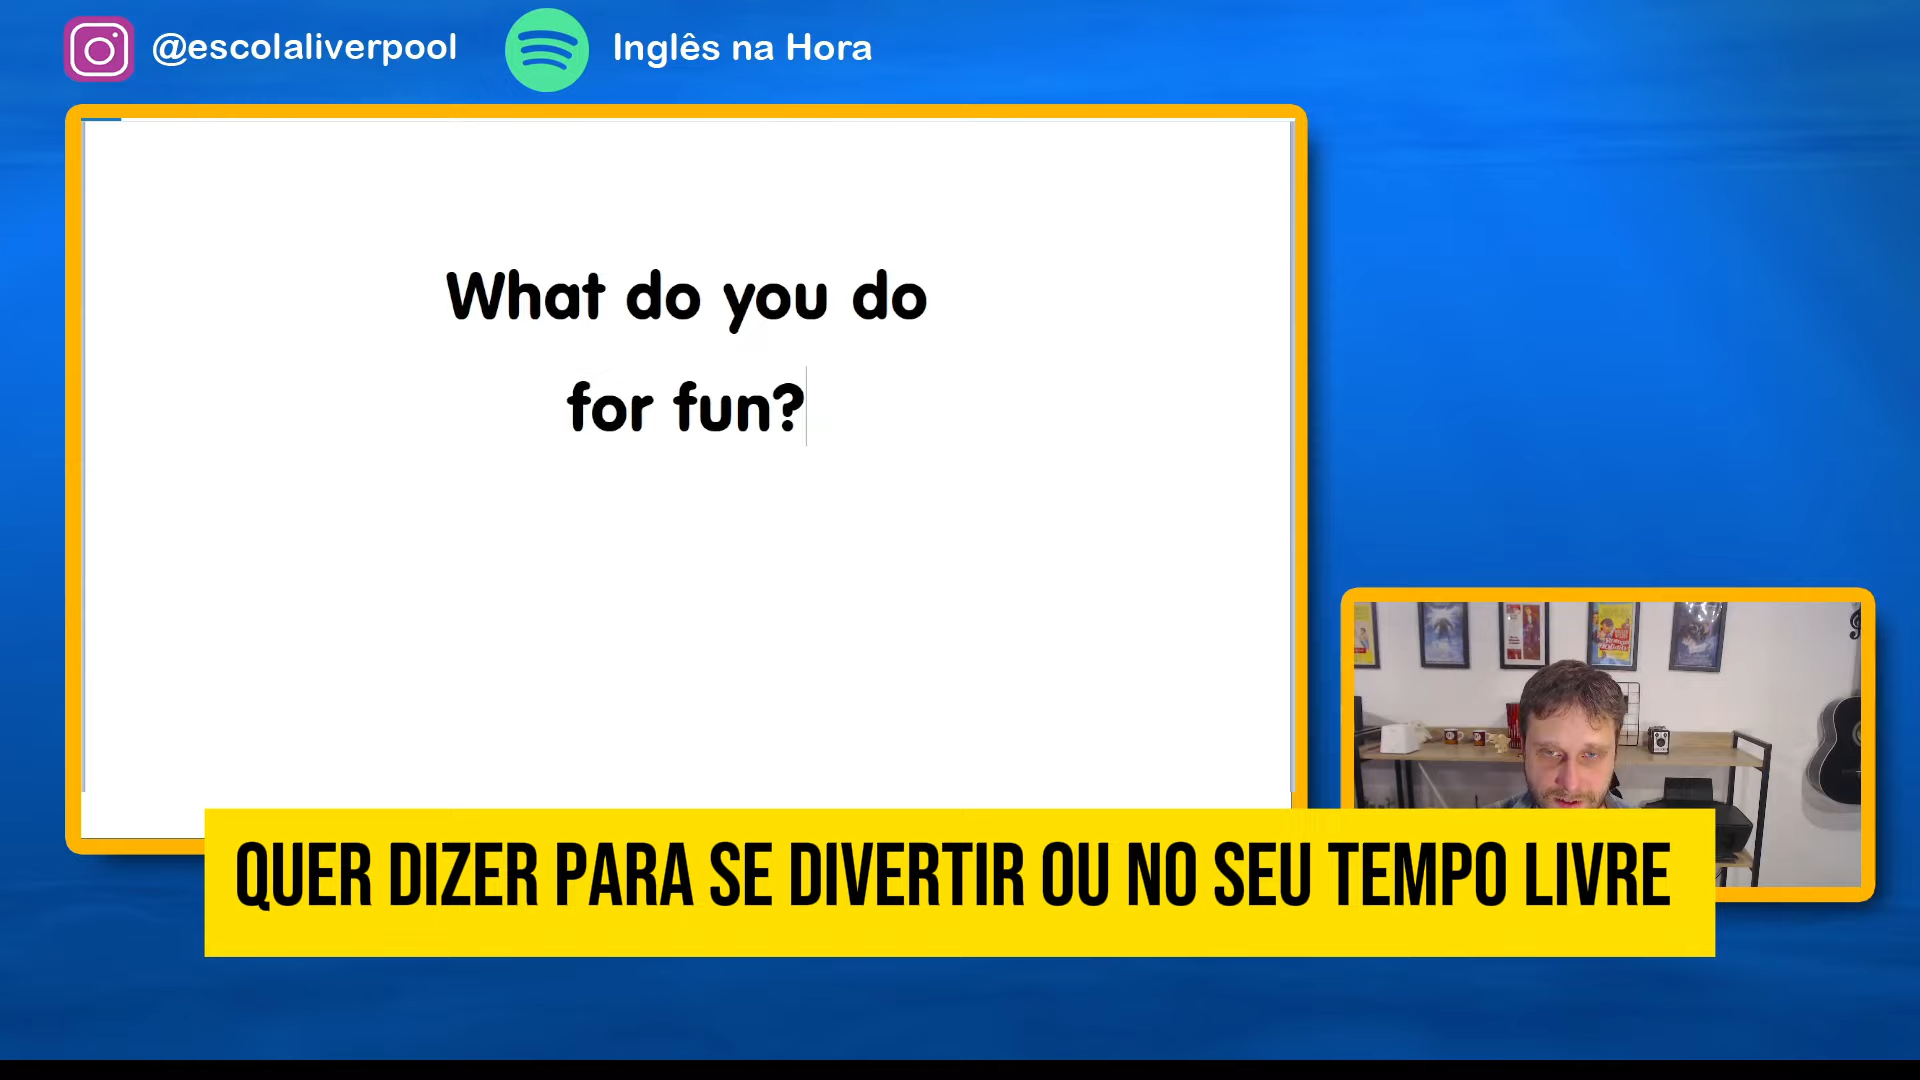 @escolaliverpool
Inglês na Hora
What do you do
for fun?
QUER DIZER PARA SE DIVERTIR OU NO SEU TEMPO LIVRE